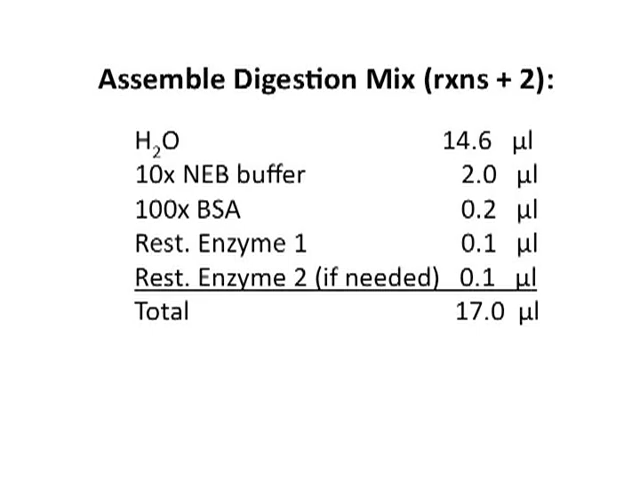 Assemble Digestion Mix (rxns + 2):
H₂O 14.6 µl
10x NEB buffer 2.0 µl
100x BSA 0.2 µl
Rest. Enzyme 1 0.1 µl
Rest. Enzyme 2 (if needed) 0.1 µl
Total 17.0 µl